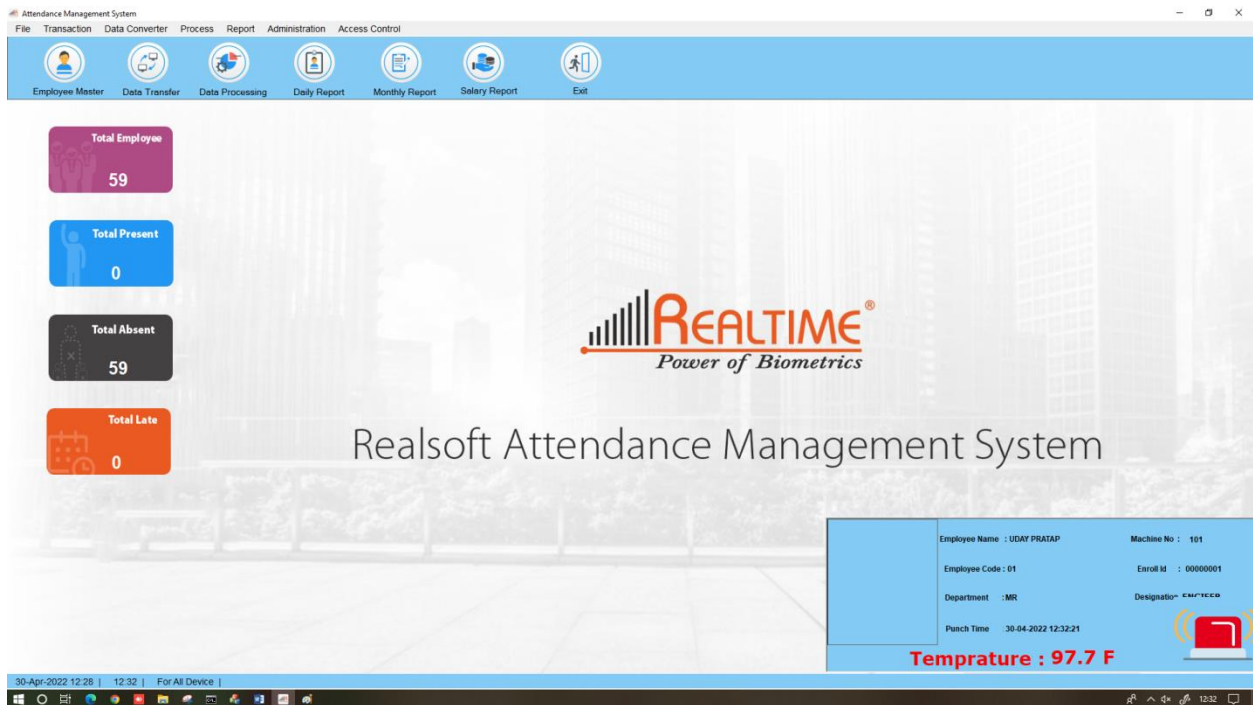 Attendance Management System
File Transaction Data Converter Process Report Administration Access Control
Employee Master Data Transfer Data Processing Daily Report Monthly Report Salary Report Exit
Total Employee
59
Total Present
0
Total Absent
59
Total Late
0
REALTIME®
Power of Biometrics
Realsoft Attendance Management System
Employee Name : UDAY PRATAP Machine No : 101
Employee Code : 01 Enroll Id : 00000001
Department :MR Designation
Punch Time 30-04-2022 12:32:21
Temprature : 97.7 F
30-Apr-2022 12:28 | 12:32 | For All Device |
12:32